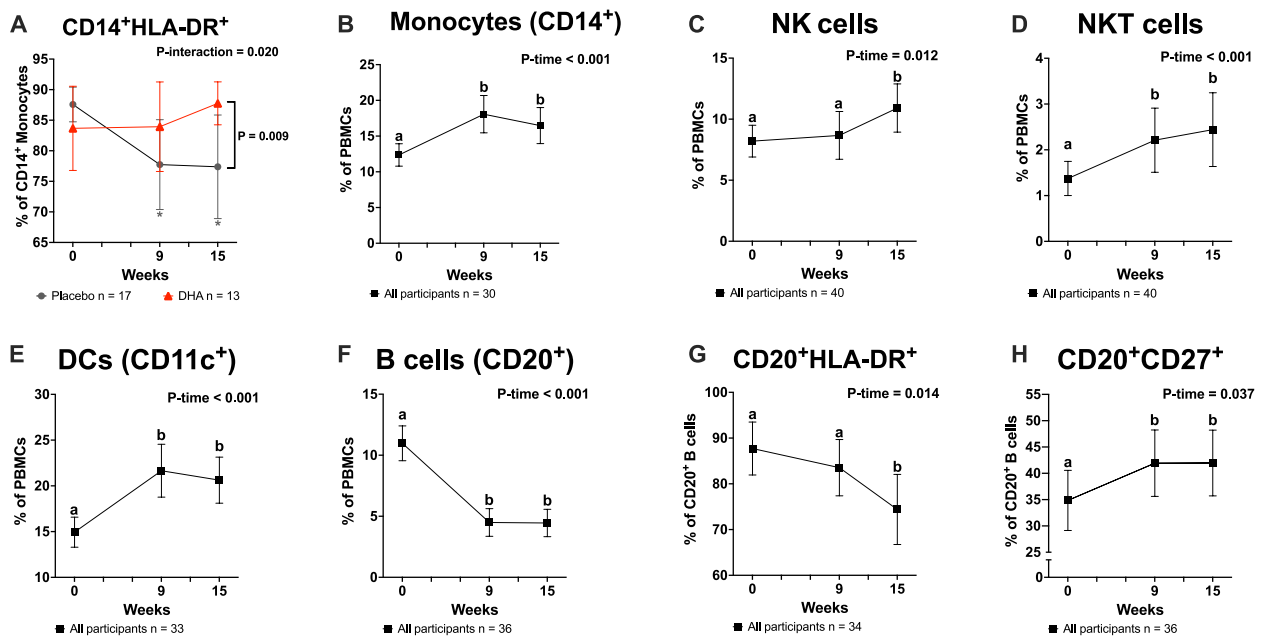 A
CD14+HLA-DR+
P-interaction = 0.020
% of CD14+ Monocytes
95
90
85
80
75
70
65
P = 0.009
*
*
0
9
15
Weeks
Placebo n = 17
DHA n = 13
B
Monocytes (CD14+)
P-time < 0.001
% of PBMCs
25
20
15
10
5
0
a
b
b
0
9
15
Weeks
All participants n = 30
C
NK cells
P-time = 0.012
% of PBMCs
15
10
5
0
a
a
b
0
9
15
Weeks
All participants n = 40
D
NKT cells
P-time < 0.001
% of PBMCs
4
3
2
1
0
a
b
b
0
9
15
Weeks
All participants n = 40
E
DCs (CD11c+)
P-time < 0.001
% of PBMCs
30
25
20
15
10
a
b
b
0
9
15
Weeks
All participants n = 33
F
B cells (CD20+)
P-time < 0.001
% of PBMCs
15
10
5
0
a
b
b
0
9
15
Weeks
All participants n = 36
G
CD20+HLA-DR+
P-time = 0.014
% of CD20+ B cells
100
90
80
70
60
a
a
b
0
9
15
Weeks
All participants n = 34
H
CD20+CD27+
P-time = 0.037
% of CD20+ B cells
55
50
45
40
35
30
25
0
a
b
b
0
9
15
Weeks
All participants n = 36